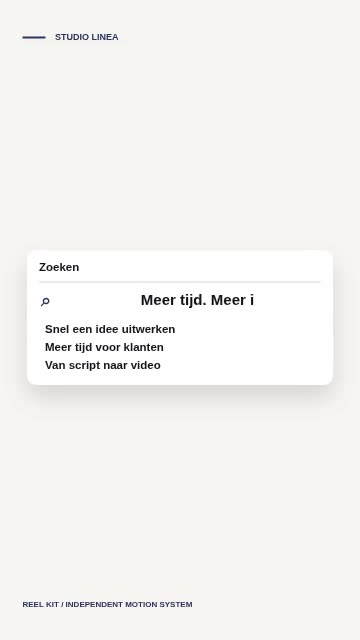 STUDIO LINEA
Zoeken
Meer tijd. Meer i
Snel een idee uitwerken
Meer tijd voor klanten
Van script naar video
REEL KIT / INDEPENDENT MOTION SYSTEM